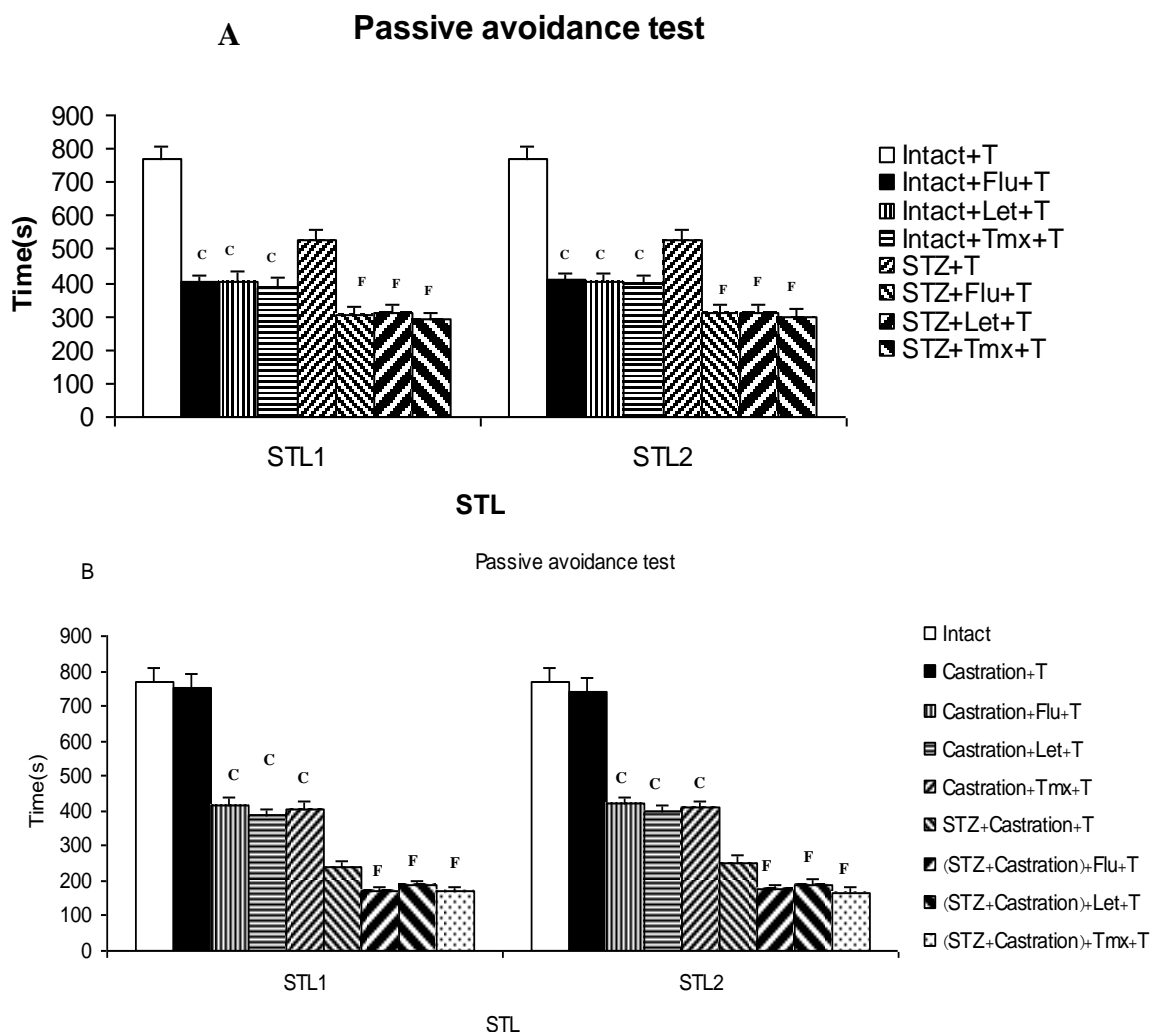 A Passive avoidance test
900
800
700
600
500
400
300
200
100
0
Time(s)
C C C F F F
C C C F F F
STL1 STL2
STL
Intact+T
Intact+Flu+T
Intact+Let+T
Intact+Tmx+T
STZ+T
STZ+Flu+T
STZ+Let+T
STZ+Tmx+T
B Passive avoidance test
900
800
700
600
500
400
300
200
100
0
Time(s)
C C C F F F
C C C F F F
STL1 STL2
STL
Intact
Castration+T
Castration+Flu+T
Castration+Let+T
Castration+Tmx+T
STZ+Castration+T
(STZ+Castration)+Flu+T
(STZ+Castration)+Let+T
(STZ+Castration)+Tmx+T